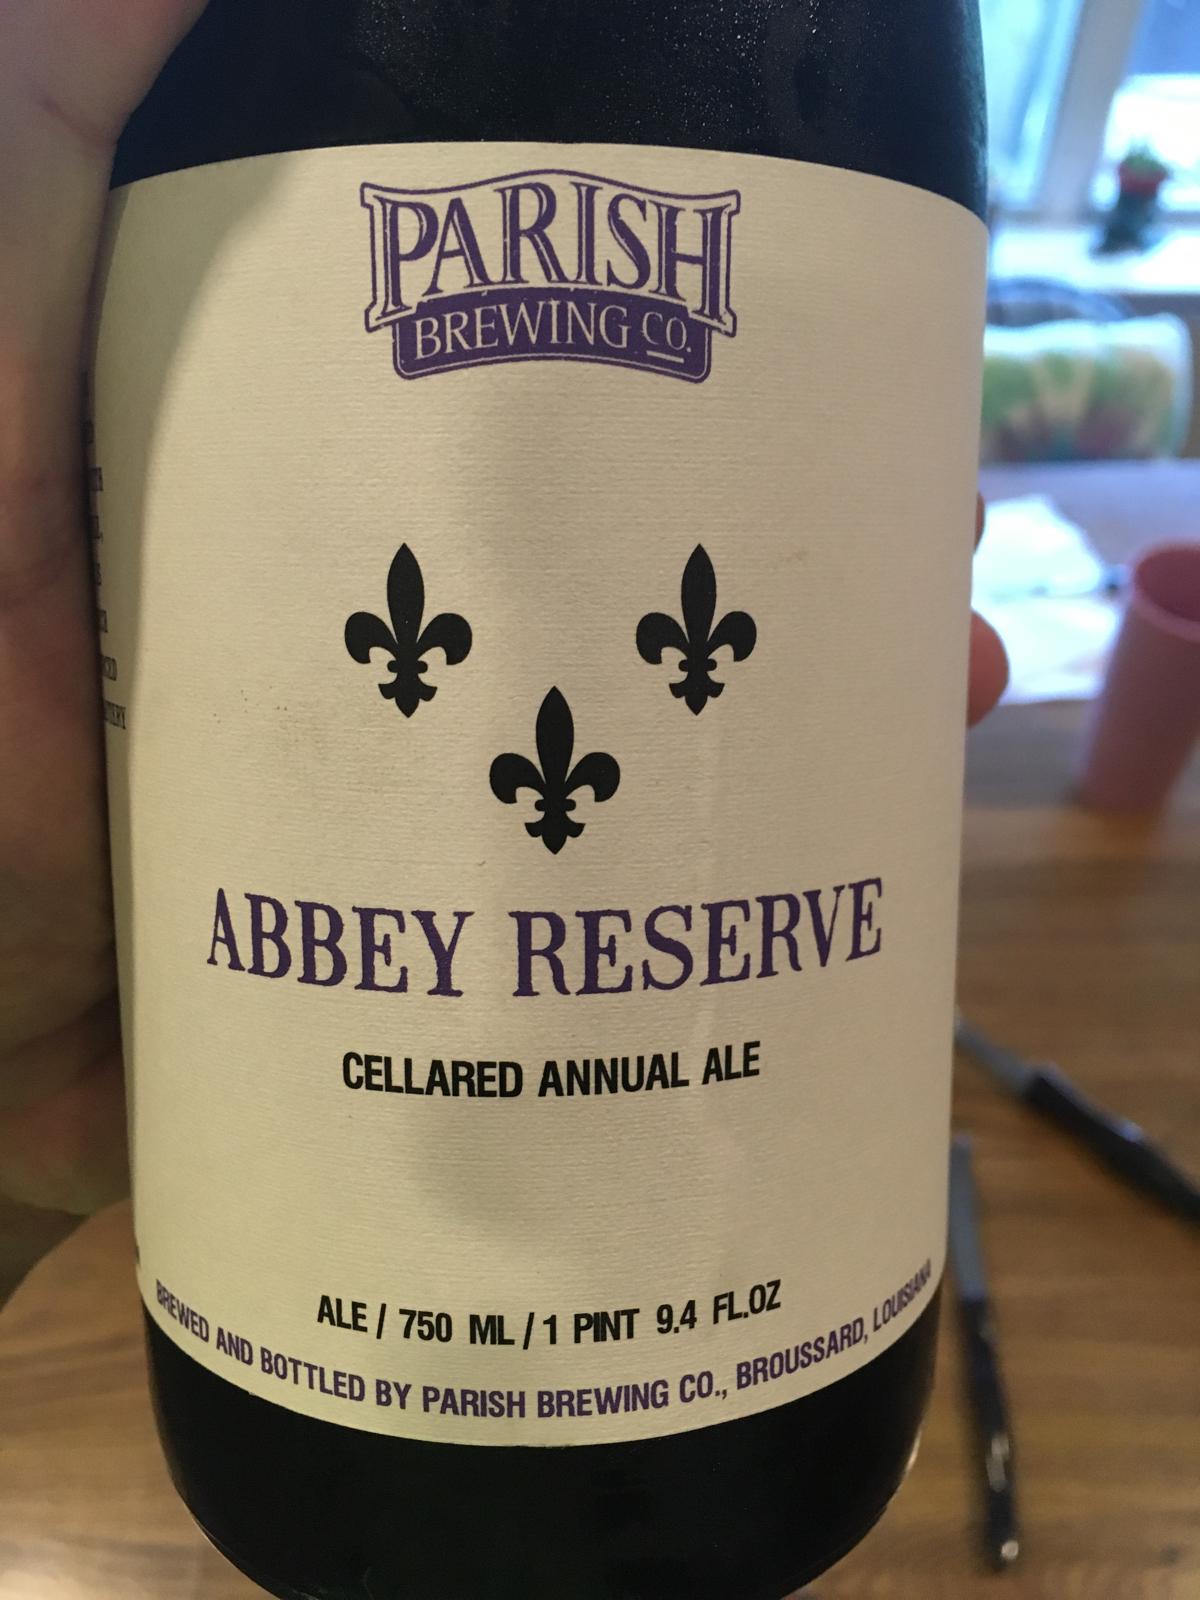 PARISH
BREWING CO.
ABBEY RESERVE
CELLARED ANNUAL ALE
ALE / 750 ML / 1 PINT 9.4 FL.OZ
BREWED AND BOTTLED BY PARISH BREWING CO., BROUSSARD, LOUISIANA